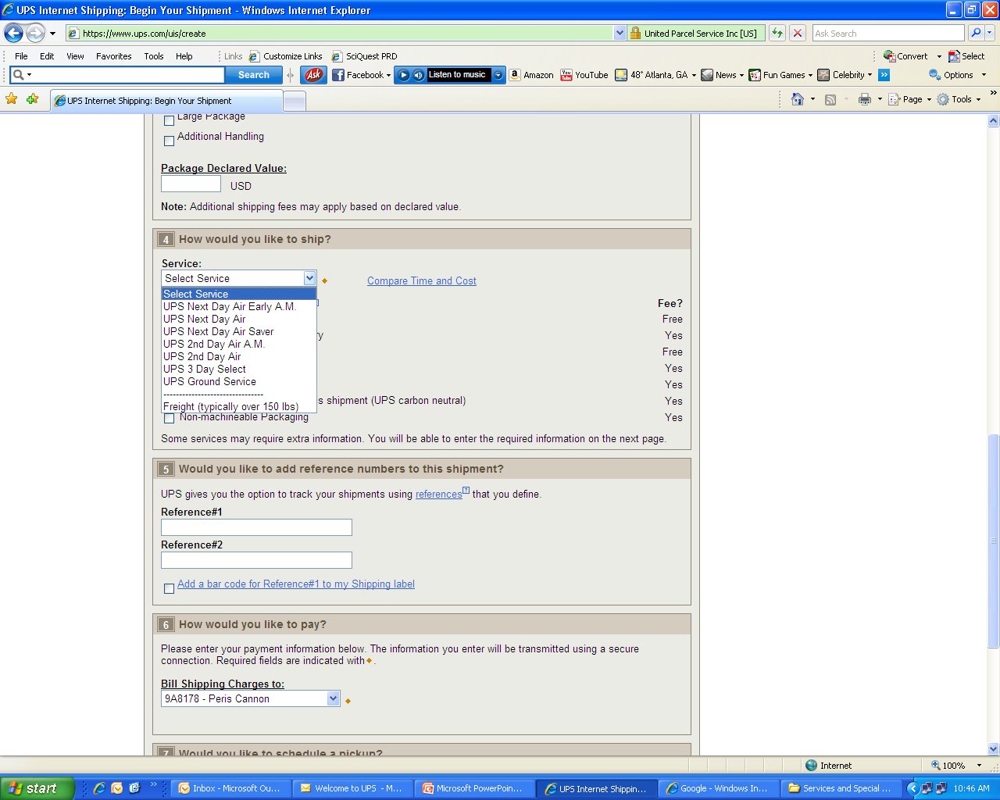 UPS Internet Shipping: Begin Your Shipment - Windows Internet Explorer
https://www.ups.com/uis/create United Parcel Service Inc [US] Ask Search
File Edit View Favorites Tools Help Links Customize Links SciQuest PRD Convert Select
Search Ask Facebook Listen to music Amazon YouTube 48° Atlanta, GA News Fun Games Celebrity Options
UPS Internet Shipping: Begin Your Shipment Page Tools
Large Package
Additional Handling
Package Declared Value:
USD
Note: Additional shipping fees may apply based on declared value.
4 How would you like to ship?
Service:
Select Service Compare Time and Cost
Select Service
UPS Next Day Air Early A.M. Fee?
UPS Next Day Air Free
UPS Next Day Air Saver ry Yes
UPS 2nd Day Air A.M. Free
UPS 2nd Day Air
UPS 3 Day Select Yes
UPS Ground Service Yes
--------------------------------
s shipment (UPS carbon neutral) Yes
Freight (typically over 150 lbs)
Non-machineable Packaging Yes
Some services may require extra information. You will be able to enter the required information on the next page.
5 Would you like to add reference numbers to this shipment?
UPS gives you the option to track your shipments using references? that you define.
Reference#1
Reference#2
Add a bar code for Reference#1 to my Shipping label
6 How would you like to pay?
Please enter your payment information below. The information you enter will be transmitted using a secure
connection. Required fields are indicated with .
Bill Shipping Charges to:
9A8178 - Peris Cannon
7 Would you like to schedule a pickup?
Internet 100%
start Inbox - Microsoft Ou... Welcome to UPS - M... Microsoft PowerPoin... UPS Internet Shippin... Google - Windows In... Services and Special ... 10:46 AM